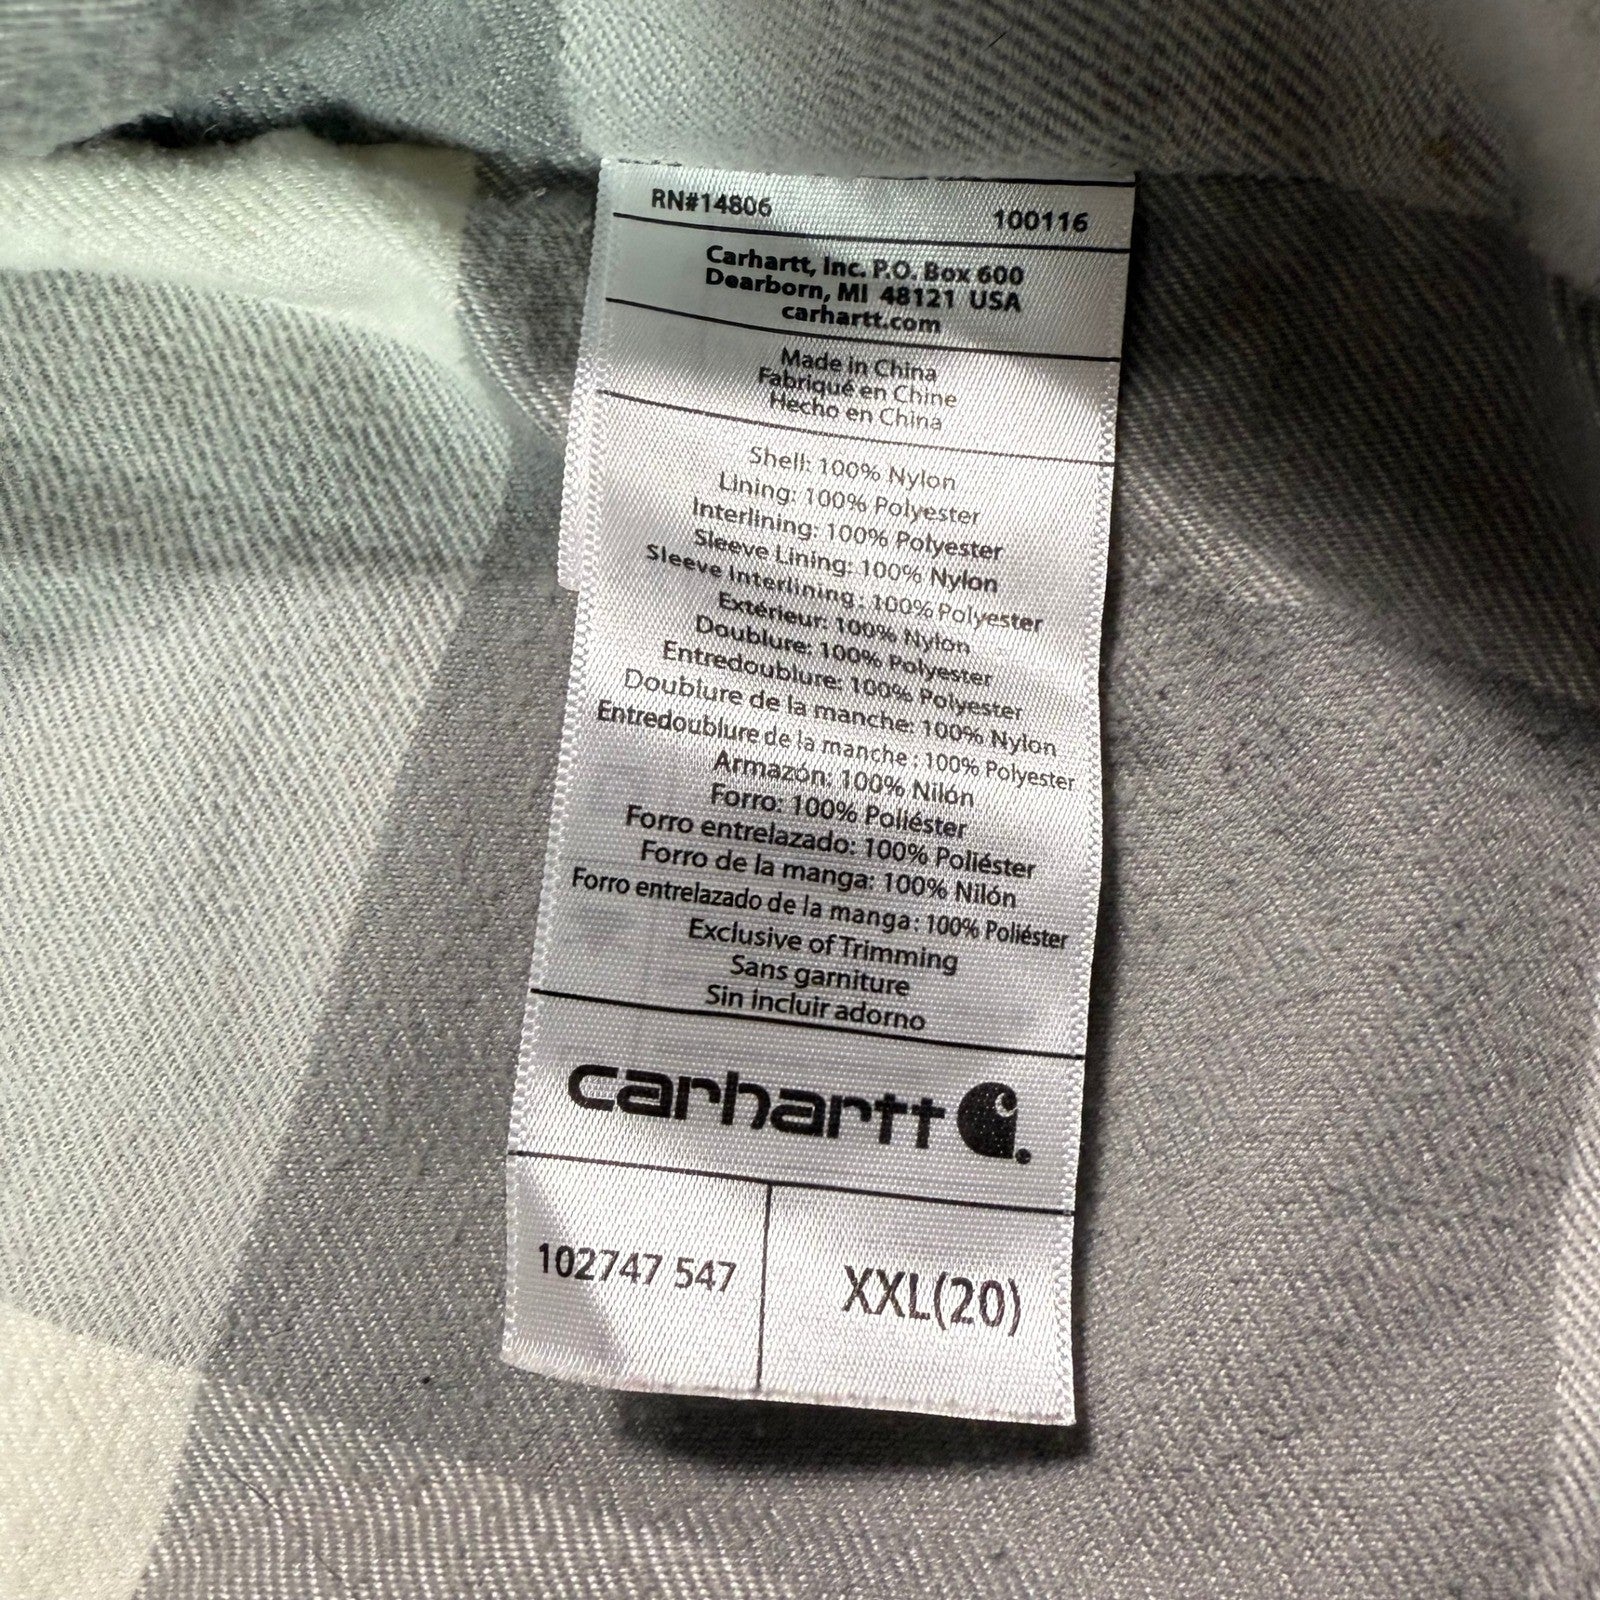 RN#14806 100116
Carhartt, Inc. P.O. Box 600
Dearborn, MI 48121 USA
carhartt.com
Made in China
Fabriqué en Chine
Hecho en China
Shell: 100% Nylon
Lining: 100% Polyester
Interlining: 100% Polyester
Sleeve Lining: 100% Nylon
Sleeve Interlining: 100% Polyester
Extérieur: 100% Nylon
Doublure: 100% Polyester
Entredoublure: 100% Polyester
Doublure de la manche: 100% Nylon
Entredoublure de la manche: 100% Polyester
Armazón: 100% Nilón
Forro: 100% Poliéster
Forro entrelazado: 100% Poliéster
Forro de la manga: 100% Nilón
Forro entrelazado de la manga: 100% Poliéster
Exclusive of Trimming
Sans garniture
Sin incluir adorno
carhartt
102747 547 XXL(20)